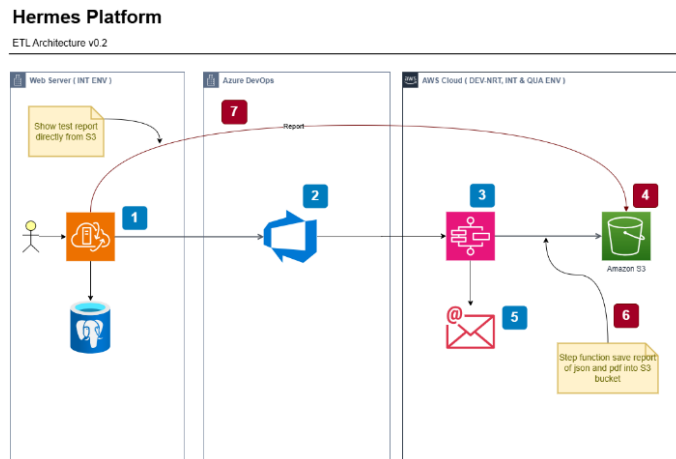 Hermes Platform
ETL Architecture v0.2
Web Server ( INT ENV )
Azure DevOps
aws
AWS Cloud ( DEV-NRT, INT & QUA ENV )
Show test report
directly from S3
7
Report
1
2
3
4
Amazon S3
@
5
6
Step function save report
of json and pdf into S3
bucket